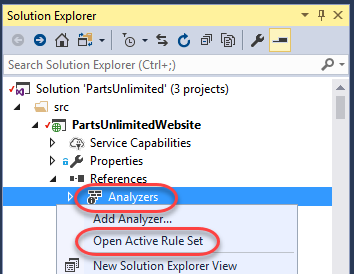 Solution Explorer
Search Solution Explorer (Ctrl+;)
Solution 'PartsUnlimited' (3 projects)
src
PartsUnlimitedWebsite
Service Capabilities
Properties
References
Analyzers
Add Analyzer...
Open Active Rule Set
New Solution Explorer View